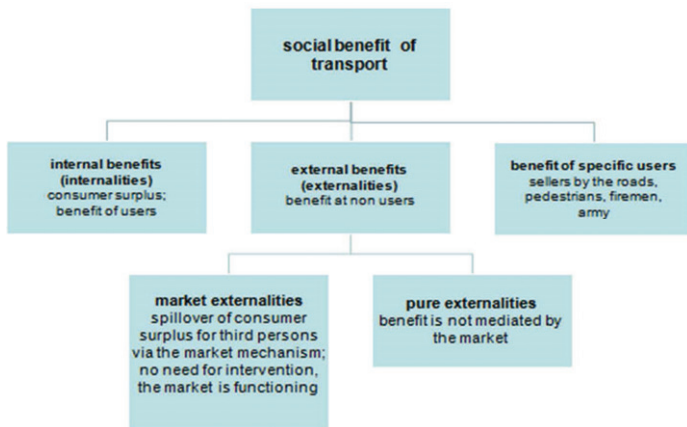 social benefit of
transport
internal benefits
(internalities)
consumer surplus;
benefit of users
external benefits
(externalities)
benefit at non users
benefit of specific users
sellers by the roads,
pedestrians, firemen,
army
market externalities
spillover of consumer
surplus for third persons
via the market mechanism;
no need for intervention,
the market is functioning
pure externalities
benefit is not mediated by
the market